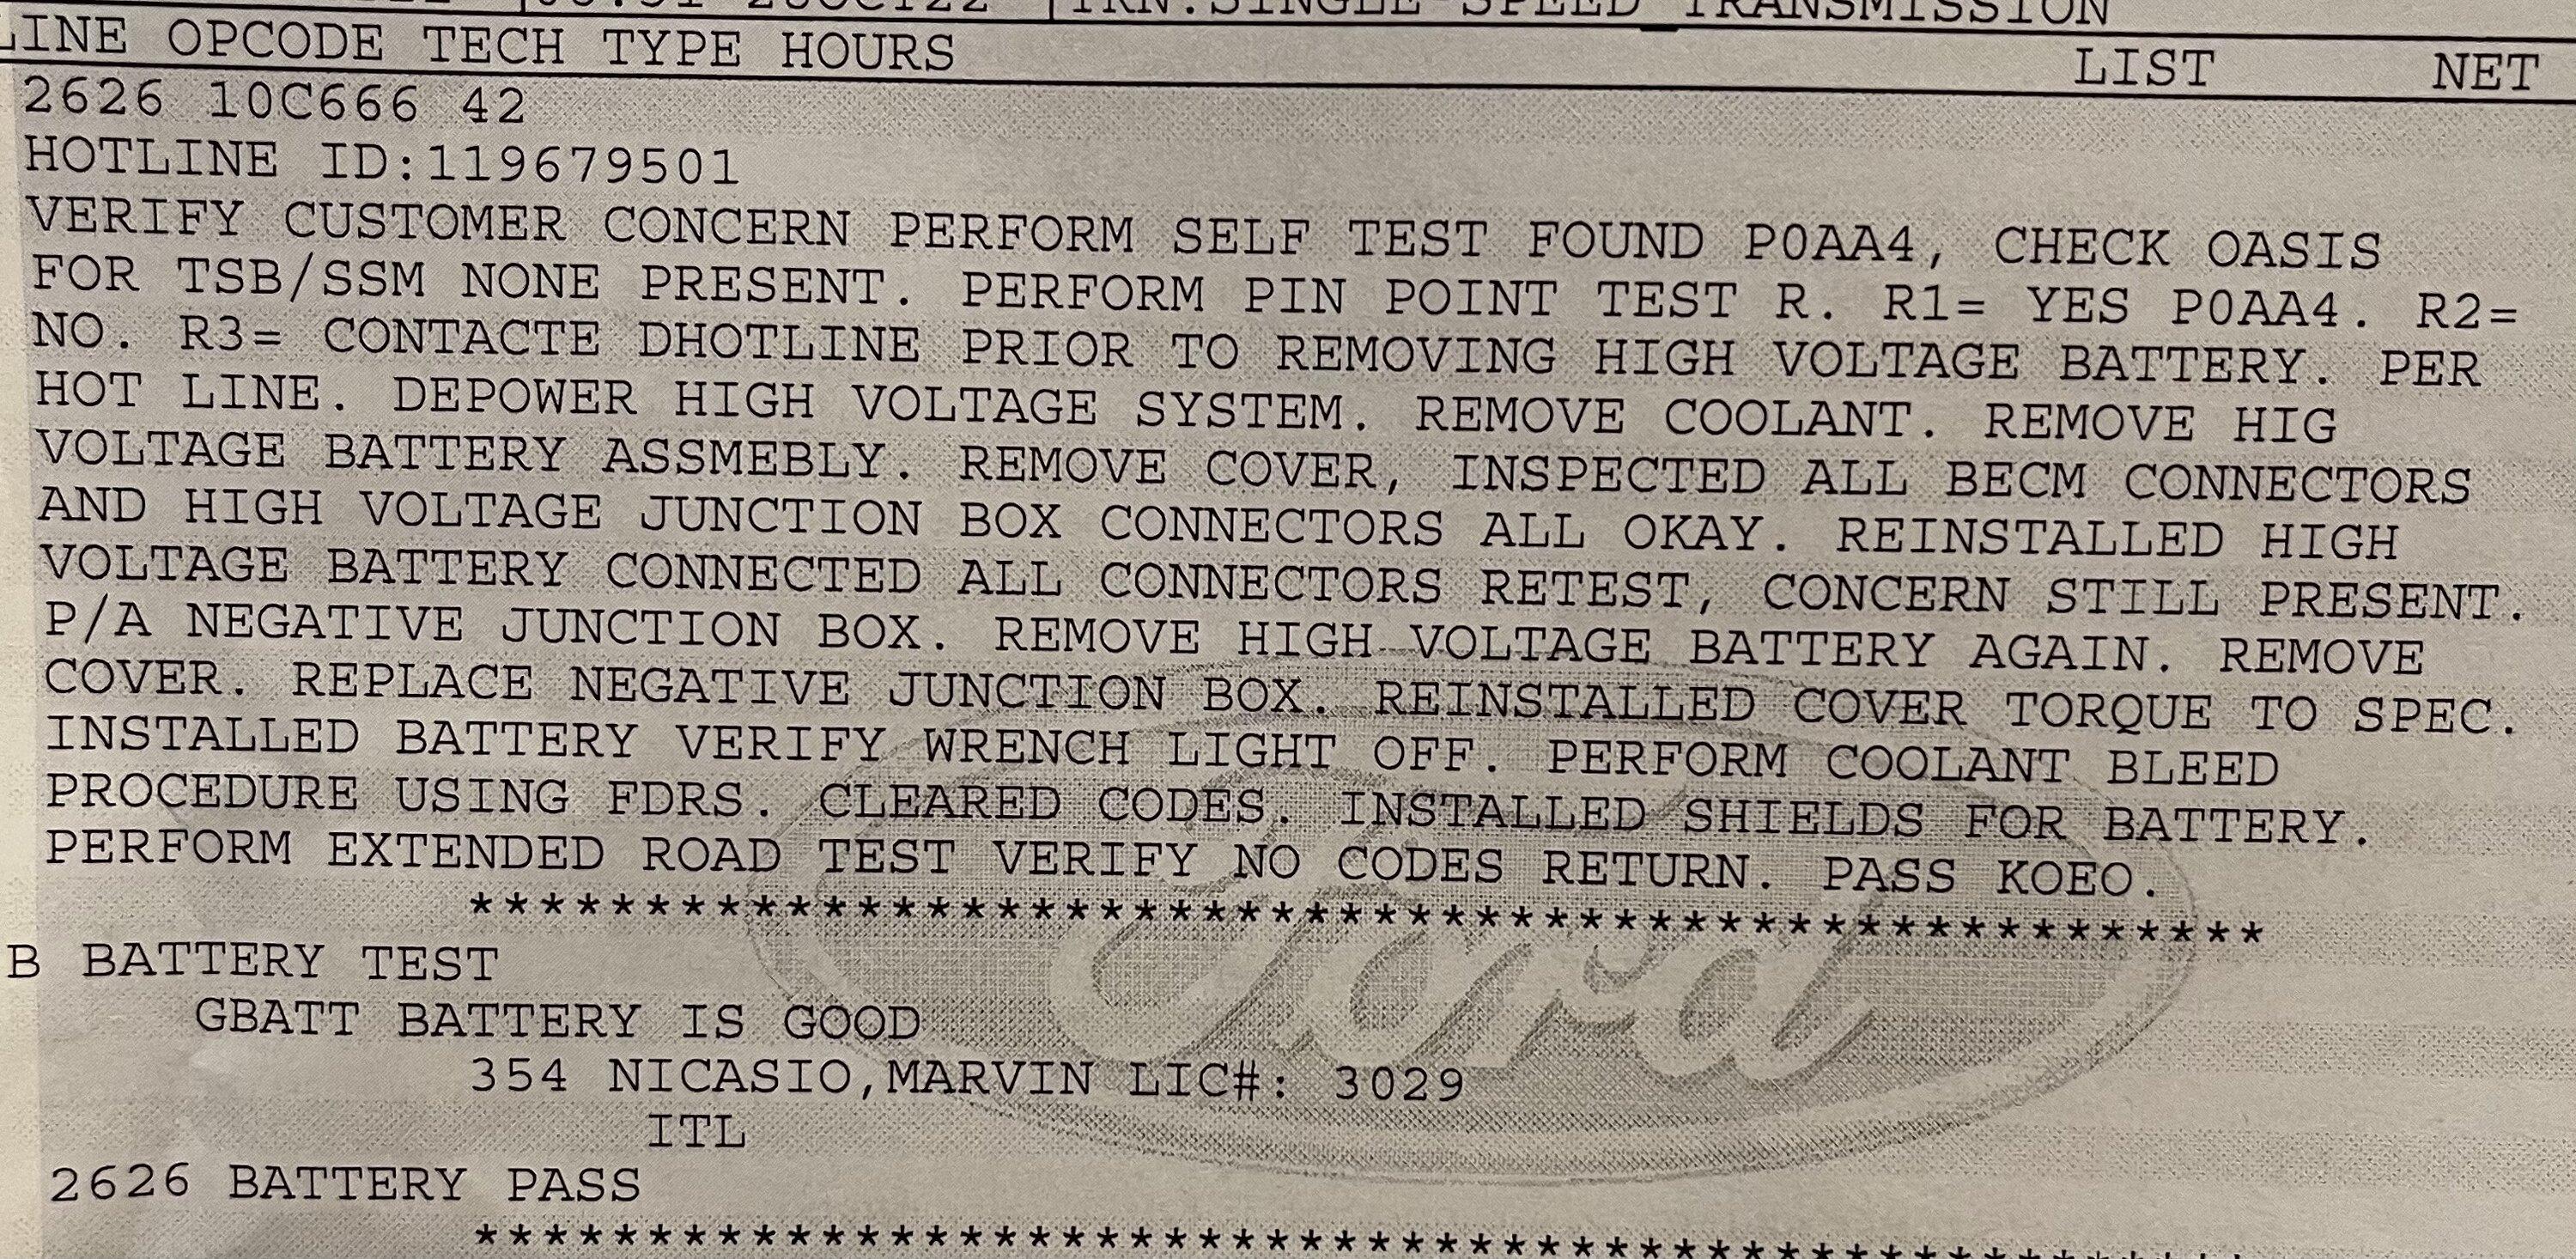 TRN:SINGLE-SPEED TRANSMISSION
LINE OPCODE TECH TYPE HOURS LIST NET
2626 10C666 42
HOTLINE ID:119679501
VERIFY CUSTOMER CONCERN PERFORM SELF TEST FOUND P0AA4, CHECK OASIS
FOR TSB/SSM NONE PRESENT. PERFORM PIN POINT TEST R. R1= YES P0AA4. R2=
NO. R3= CONTACTE DHOTLINE PRIOR TO REMOVING HIGH VOLTAGE BATTERY. PER
HOT LINE. DEPOWER HIGH VOLTAGE SYSTEM. REMOVE COOLANT. REMOVE HIG
VOLTAGE BATTERY ASSMEBLY. REMOVE COVER, INSPECTED ALL BECM CONNECTORS
AND HIGH VOLTAGE JUNCTION BOX CONNECTORS ALL OKAY. REINSTALLED HIGH
VOLTAGE BATTERY CONNECTED ALL CONNECTORS RETEST, CONCERN STILL PRESENT.
P/A NEGATIVE JUNCTION BOX. REMOVE HIGH VOLTAGE BATTERY AGAIN. REMOVE
COVER. REPLACE NEGATIVE JUNCTION BOX. REINSTALLED COVER TORQUE TO SPEC.
INSTALLED BATTERY VERIFY WRENCH LIGHT OFF. PERFORM COOLANT BLEED
PROCEDURE USING FDRS. CLEARED CODES. INSTALLED SHIELDS FOR BATTERY.
PERFORM EXTENDED ROAD TEST VERIFY NO CODES RETURN. PASS KOEO.
****************************************************
B BATTERY TEST
GBATT BATTERY IS GOOD
Ford
354 NICASIO,MARVIN LIC#: 3029
ITL
2626 BATTERY PASS
****************************************************